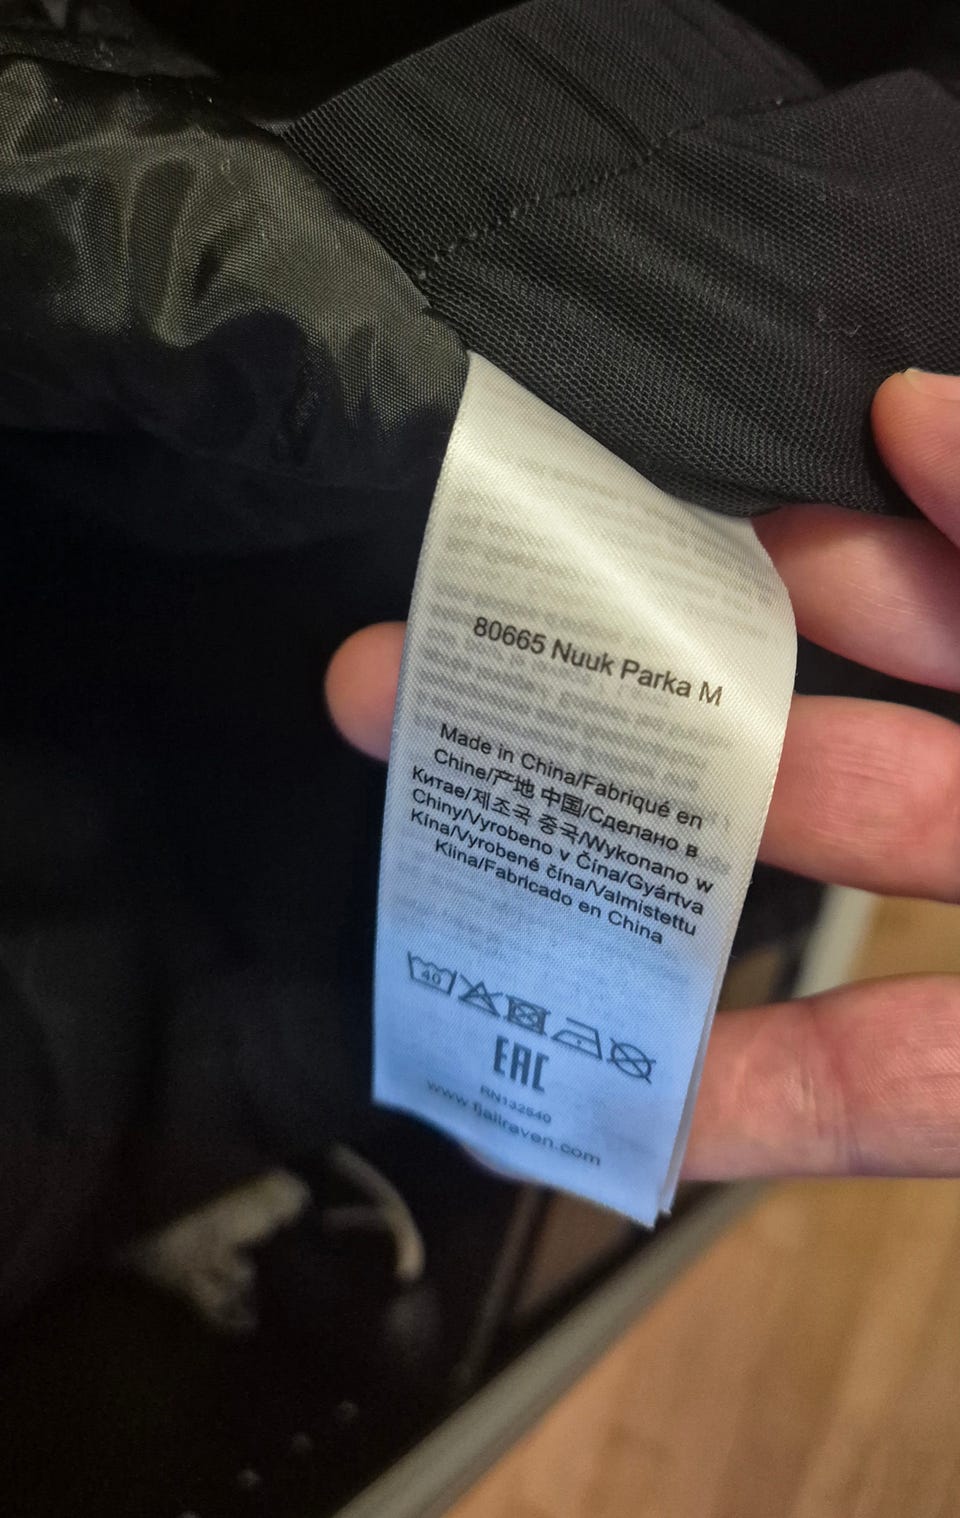 80665 Nuuk Parka M
Made in China/Fabriqué en
Chine/产地 中国/Сделано в
Китае/제조국 중국/Wykonano w
Chiny/Vyrobeno v Čína/Gyártva
Kína/Vyrobené čína/Valmistettu
Kiina/Fabricado en China
40
EAC
RN132540
www.fjallraven.com